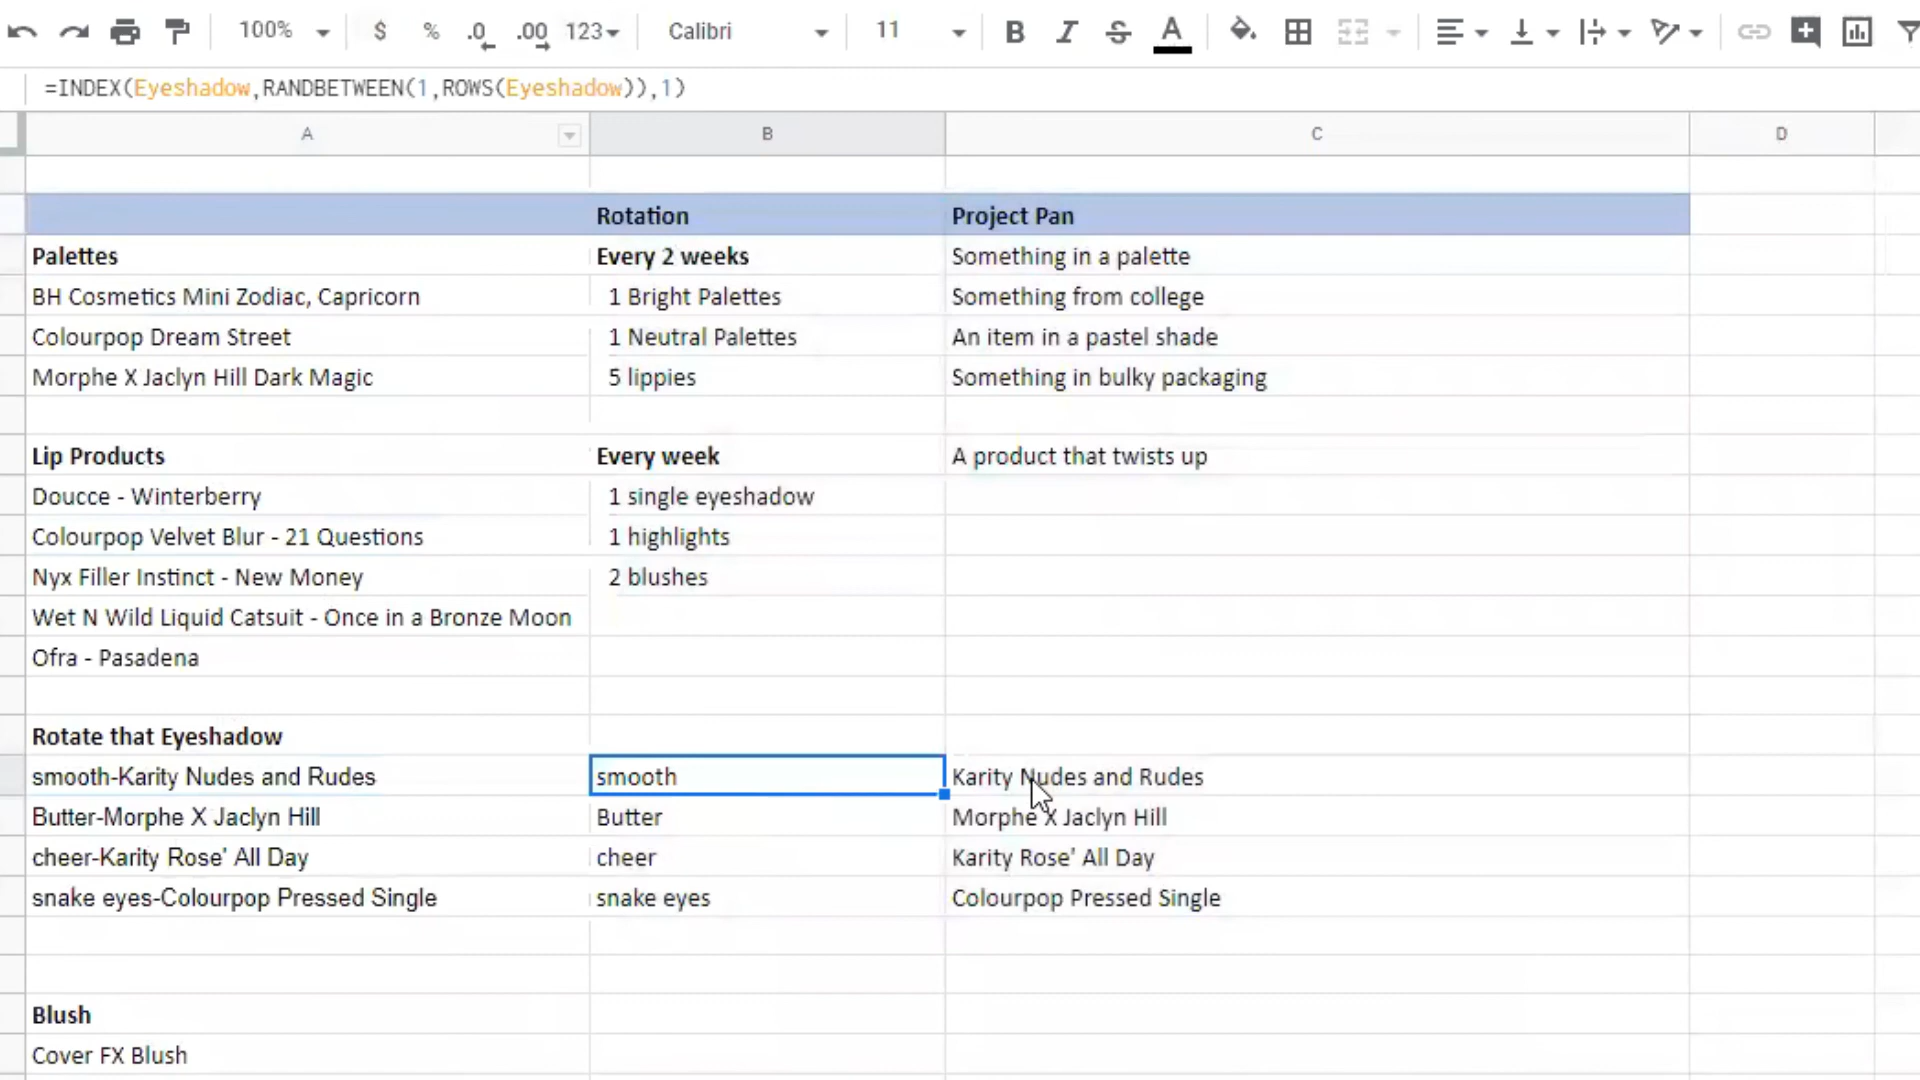 100% $ % .0 .00 123 Calibri 11 B I S A
=INDEX(Eyeshadow,RANDBETWEEN(1,ROWS(Eyeshadow)),1)
A B C D
Rotation Project Pan
Palettes Every 2 weeks Something in a palette
BH Cosmetics Mini Zodiac, Capricorn 1 Bright Palettes Something from college
Colourpop Dream Street 1 Neutral Palettes An item in a pastel shade
Morphe X Jaclyn Hill Dark Magic 5 lippies Something in bulky packaging
Lip Products Every week A product that twists up
Doucce - Winterberry 1 single eyeshadow
Colourpop Velvet Blur - 21 Questions 1 highlights
Nyx Filler Instinct - New Money 2 blushes
Wet N Wild Liquid Catsuit - Once in a Bronze Moon
Ofra - Pasadena
Rotate that Eyeshadow
smooth-Karity Nudes and Rudes smooth Karity Nudes and Rudes
Butter-Morphe X Jaclyn Hill Butter Morphe X Jaclyn Hill
cheer-Karity Rose' All Day cheer Karity Rose' All Day
snake eyes-Colourpop Pressed Single snake eyes Colourpop Pressed Single
Blush
Cover FX Blush